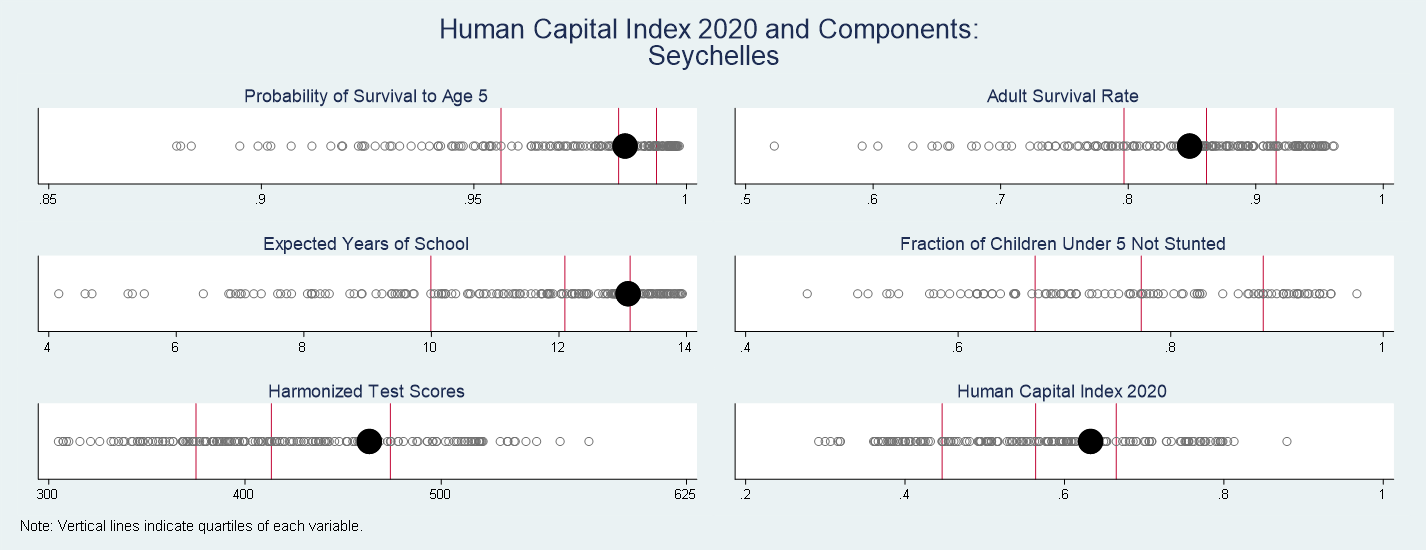 Human Capital Index 2020 and Components:
Seychelles
Probability of Survival to Age 5
.85 .9 .95 1
Adult Survival Rate
.5 .6 .7 .8 .9 1
Expected Years of School
4 6 8 10 12 14
Fraction of Children Under 5 Not Stunted
.4 .6 .8 1
Harmonized Test Scores
300 400 500 625
Human Capital Index 2020
.2 .4 .6 .8 1
Note: Vertical lines indicate quartiles of each variable.